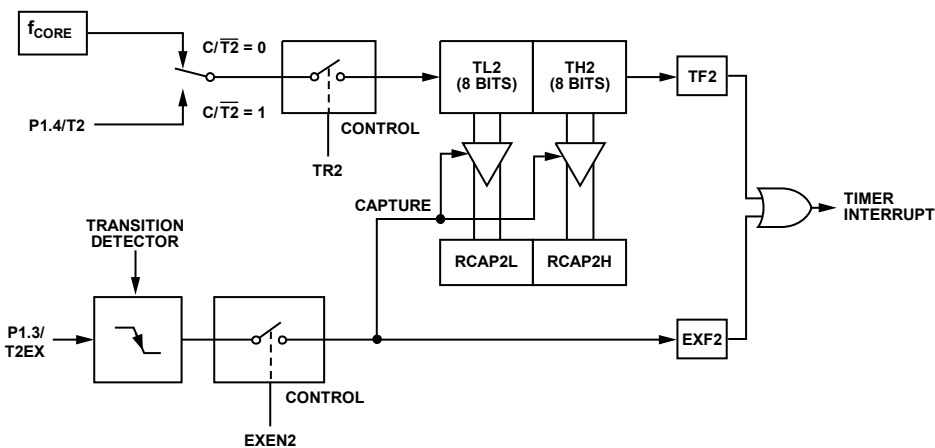 fCORE
C/T2 = 0
C/T2 = 1
P1.4/T2
CONTROL
TR2
TL2
(8 BITS)
TH2
(8 BITS)
TF2
CAPTURE
TIMER
INTERRUPT
TRANSITION
DETECTOR
RCAP2L
RCAP2H
P1.3/
T2EX
EXF2
CONTROL
EXEN2